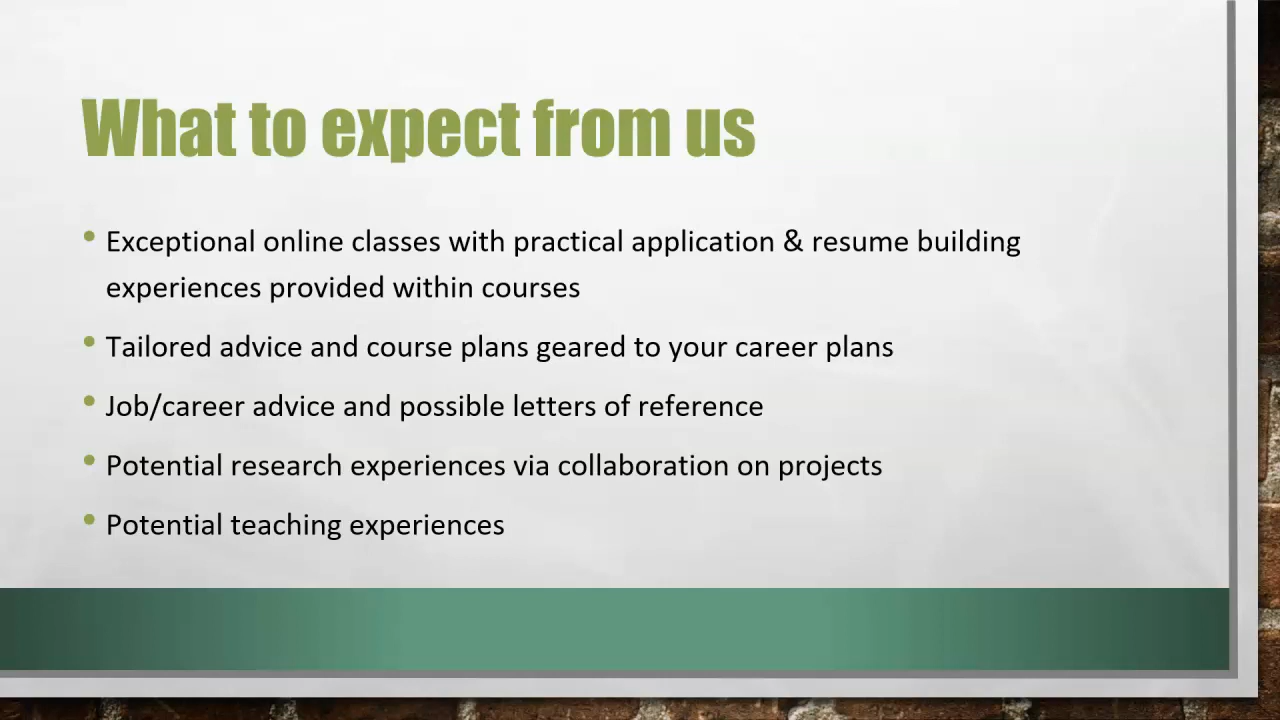 What to expect from us
• Exceptional online classes with practical application & resume building
experiences provided within courses
• Tailored advice and course plans geared to your career plans
• Job/career advice and possible letters of reference
• Potential research experiences via collaboration on projects
• Potential teaching experiences